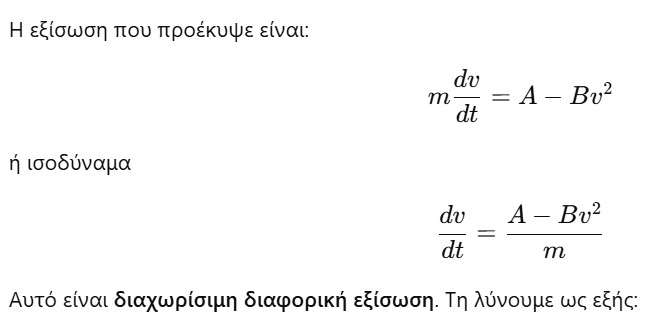 Η εξίσωση που προέκυψε είναι:
m dv/dt = A − Bv²
ή ισοδύναμα
dv/dt = (A − Bv²)/m
Αυτό είναι διαχωρίσιμη διαφορική εξίσωση. Τη λύνουμε ως εξής: